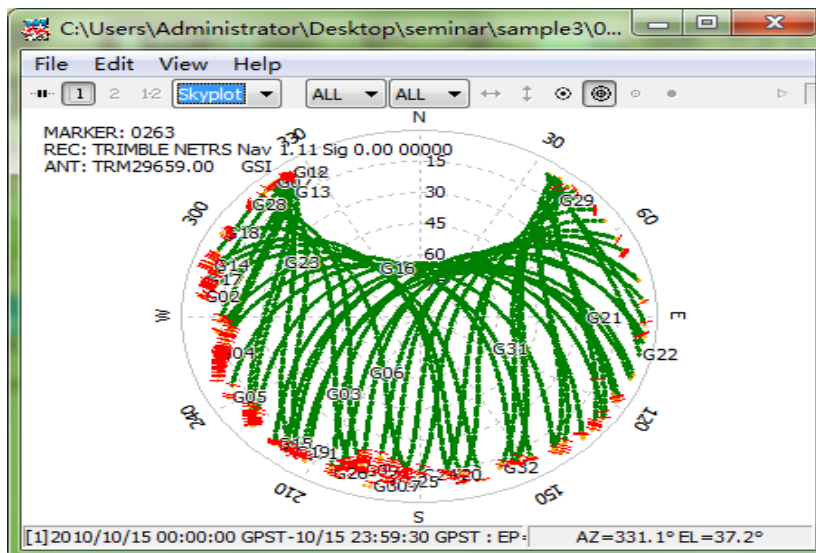 C:\Users\Administrator\Desktop\seminar\sample3\0...
File Edit View Help
1 2 1-2 Skyplot ALL ALL
MARKER: 0263
REC: TRIMBLE NETRS Nav 1.11 Sig 0.00 00000
ANT: TRM29659.00 GSI
N
330
30
15
30
45
60
300
60
W
E
240
120
210
150
S
G12
G13
G28
G29
G18
G23
G16
G14
G17
G02
G21
G22
G31
G04
G06
G05
G03
G32
G26
G30
[1]2010/10/15 00:00:00 GPST-10/15 23:59:30 GPST : EP=
AZ=331.1° EL=37.2°